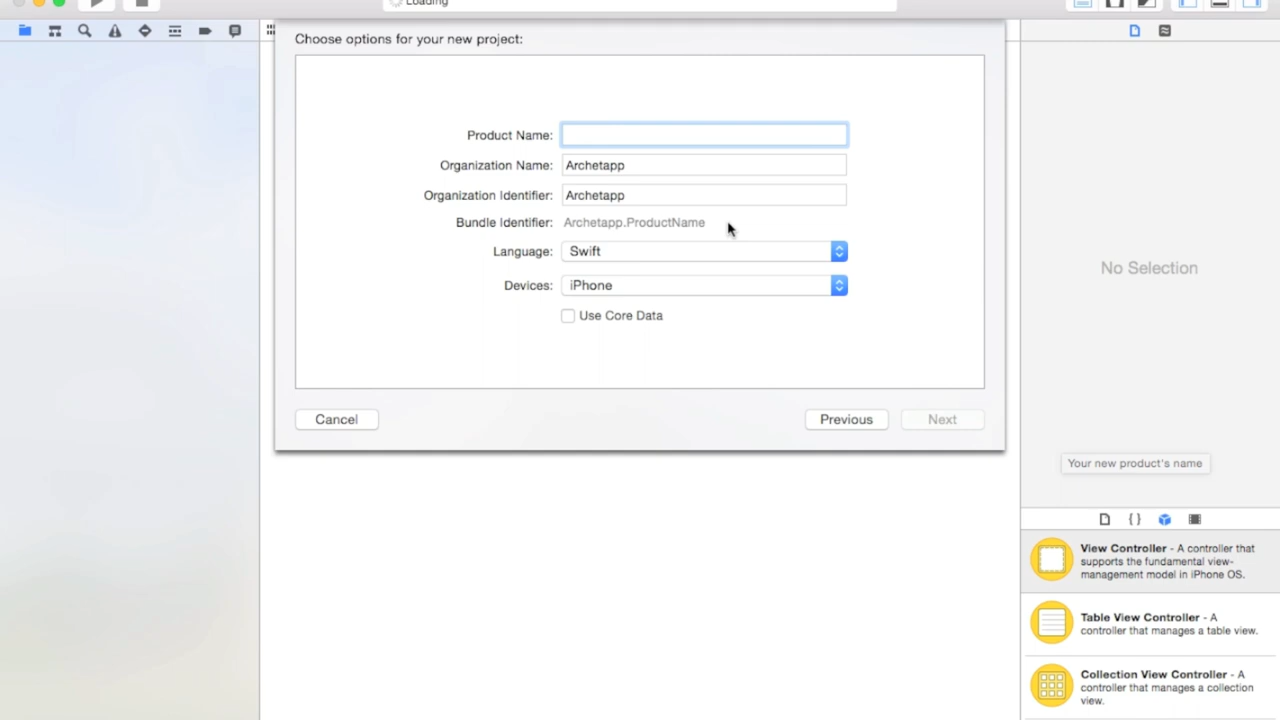 Loading
Choose options for your new project:
Product Name:
Organization Name: Archetapp
Organization Identifier: Archetapp
Bundle Identifier: Archetapp.ProductName
Language: Swift
Devices: iPhone
Use Core Data
Cancel
Previous
Next
No Selection
Your new product's name
{ }
View Controller - A controller that
supports the fundamental view-
management model in iPhone OS.
Table View Controller - A
controller that manages a table view.
Collection View Controller - A
controller that manages a collection
view.